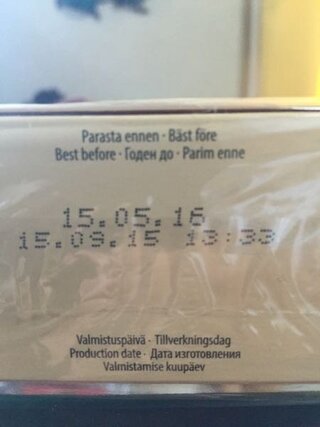 Parasta ennen · Bäst före
Best before · Годен до · Parim enne
15.05.16
15.09.15 13:33
Valmistuspäivä · Tillverkningsdag
Production date · Дата изготовления
Valmistamise kuupäev